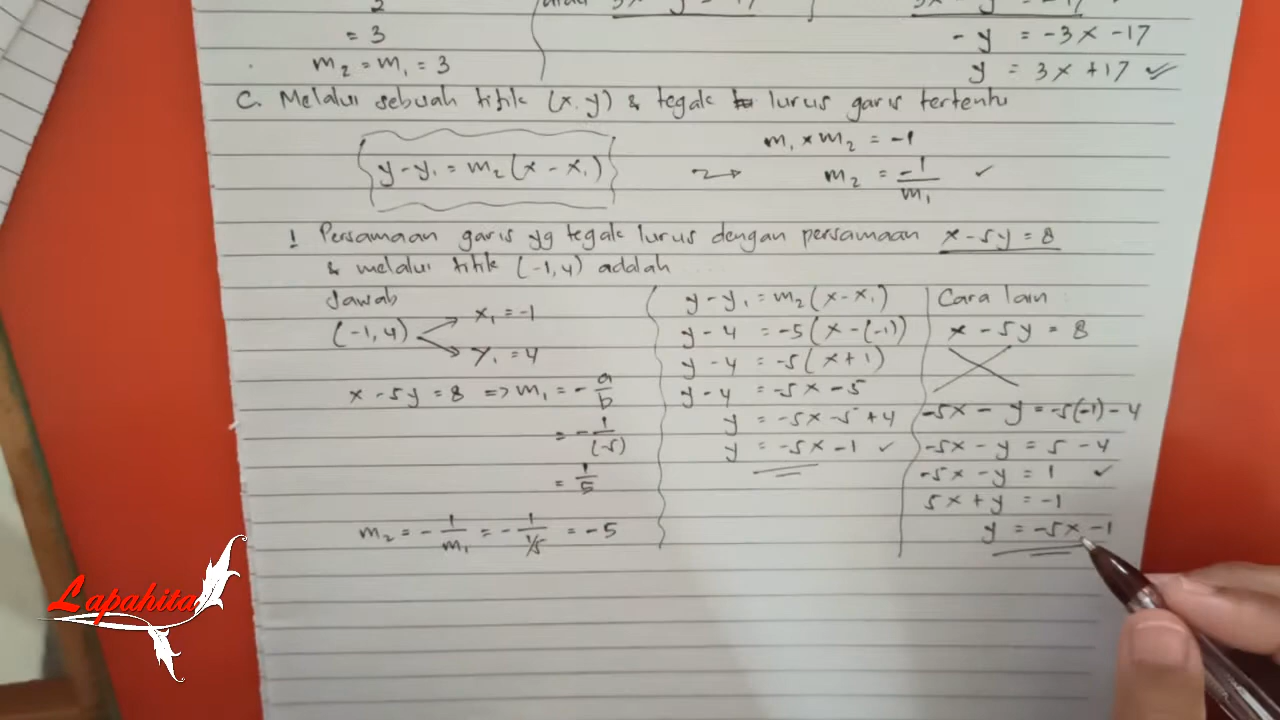 = 3
m₂ = m₁ = 3
- y = -3x -17
y = 3x +17 ✓
C. Melalui sebuah titik (x,y) & tegak lurus garis tertentu
y-y₁ = m₂(x - x₁)
m₁ x m₂ = -1
m₂ = -1/m₁ ✓
! Persamaan garis yg tegak lurus dengan persamaan x - 5y = 8
& melalui titik (-1,4) adalah
Jawab
(-1,4)
x₁ = -1
y₁ = 4
x - 5y = 8 => m₁ = - a/b
= - 1/(-5)
= 1/5
m₂ = - 1/m₁ = - 1/(1/5) = -5
y - y₁ = m₂(x-x₁)
y - 4 = -5(x-(-1))
y - 4 = -5(x+1)
y - 4 = -5x -5
y = -5x -5 +4
y = -5x -1 ✓
Cara lain
x - 5y = 8
-5x - y = -5(-1) - 4
-5x - y = 5 - 4
-5x - y = 1 ✓
5x + y = -1
y = -5x -1
Lapahita